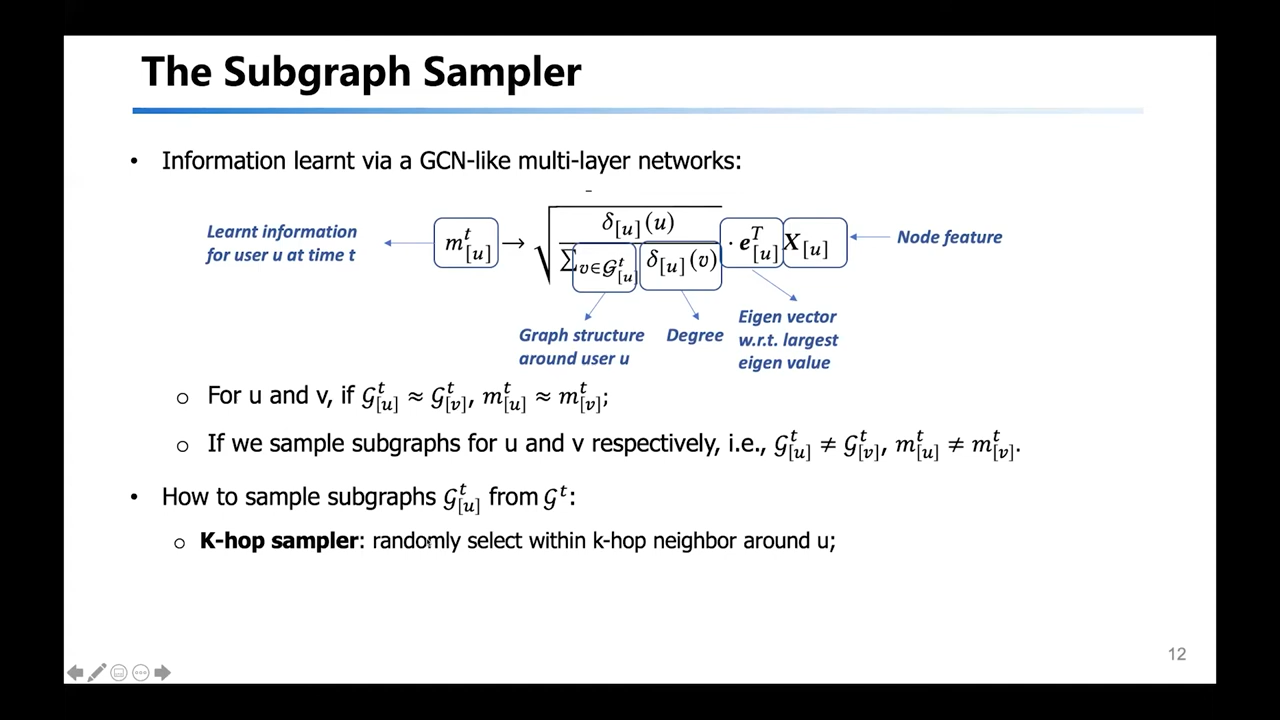 The Subgraph Sampler
• Information learnt via a GCN-like multi-layer networks:
Learnt information
for user u at time t
m^t_[u] → √(δ_[u](u) / ∑_{v∈𝒢^t_[u]} δ_[u](v)) · e^T_[u] X_[u]
Node feature
Graph structure
around user u
Degree
Eigen vector
w.r.t. largest
eigen value
○ For u and v, if 𝒢^t_[u] ≈ 𝒢^t_[v], m^t_[u] ≈ m^t_[v];
○ If we sample subgraphs for u and v respectively, i.e., 𝒢^t_[u] ≠ 𝒢^t_[v], m^t_[u] ≠ m^t_[v].
• How to sample subgraphs 𝒢^t_[u] from 𝒢^t:
○ K-hop sampler: randomly select within k-hop neighbor around u;
12